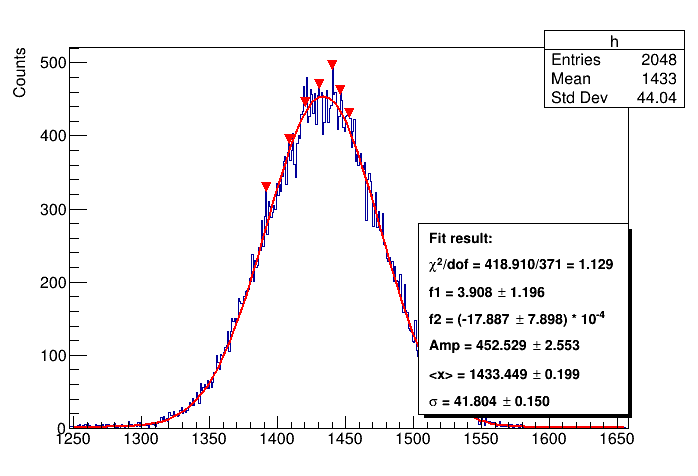 h
Entries 2048
Mean 1433
Std Dev 44.04
Counts
500
400
300
200
100
0
Fit result:
χ²/dof = 418.910/371 = 1.129
f1 = 3.908 ± 1.196
f2 = (-17.887 ± 7.898) * 10⁻⁴
Amp = 452.529 ± 2.553
<x> = 1433.449 ± 0.199
σ = 41.804 ± 0.150
1250 1300 1350 1400 1450 1500 1550 1600 1650